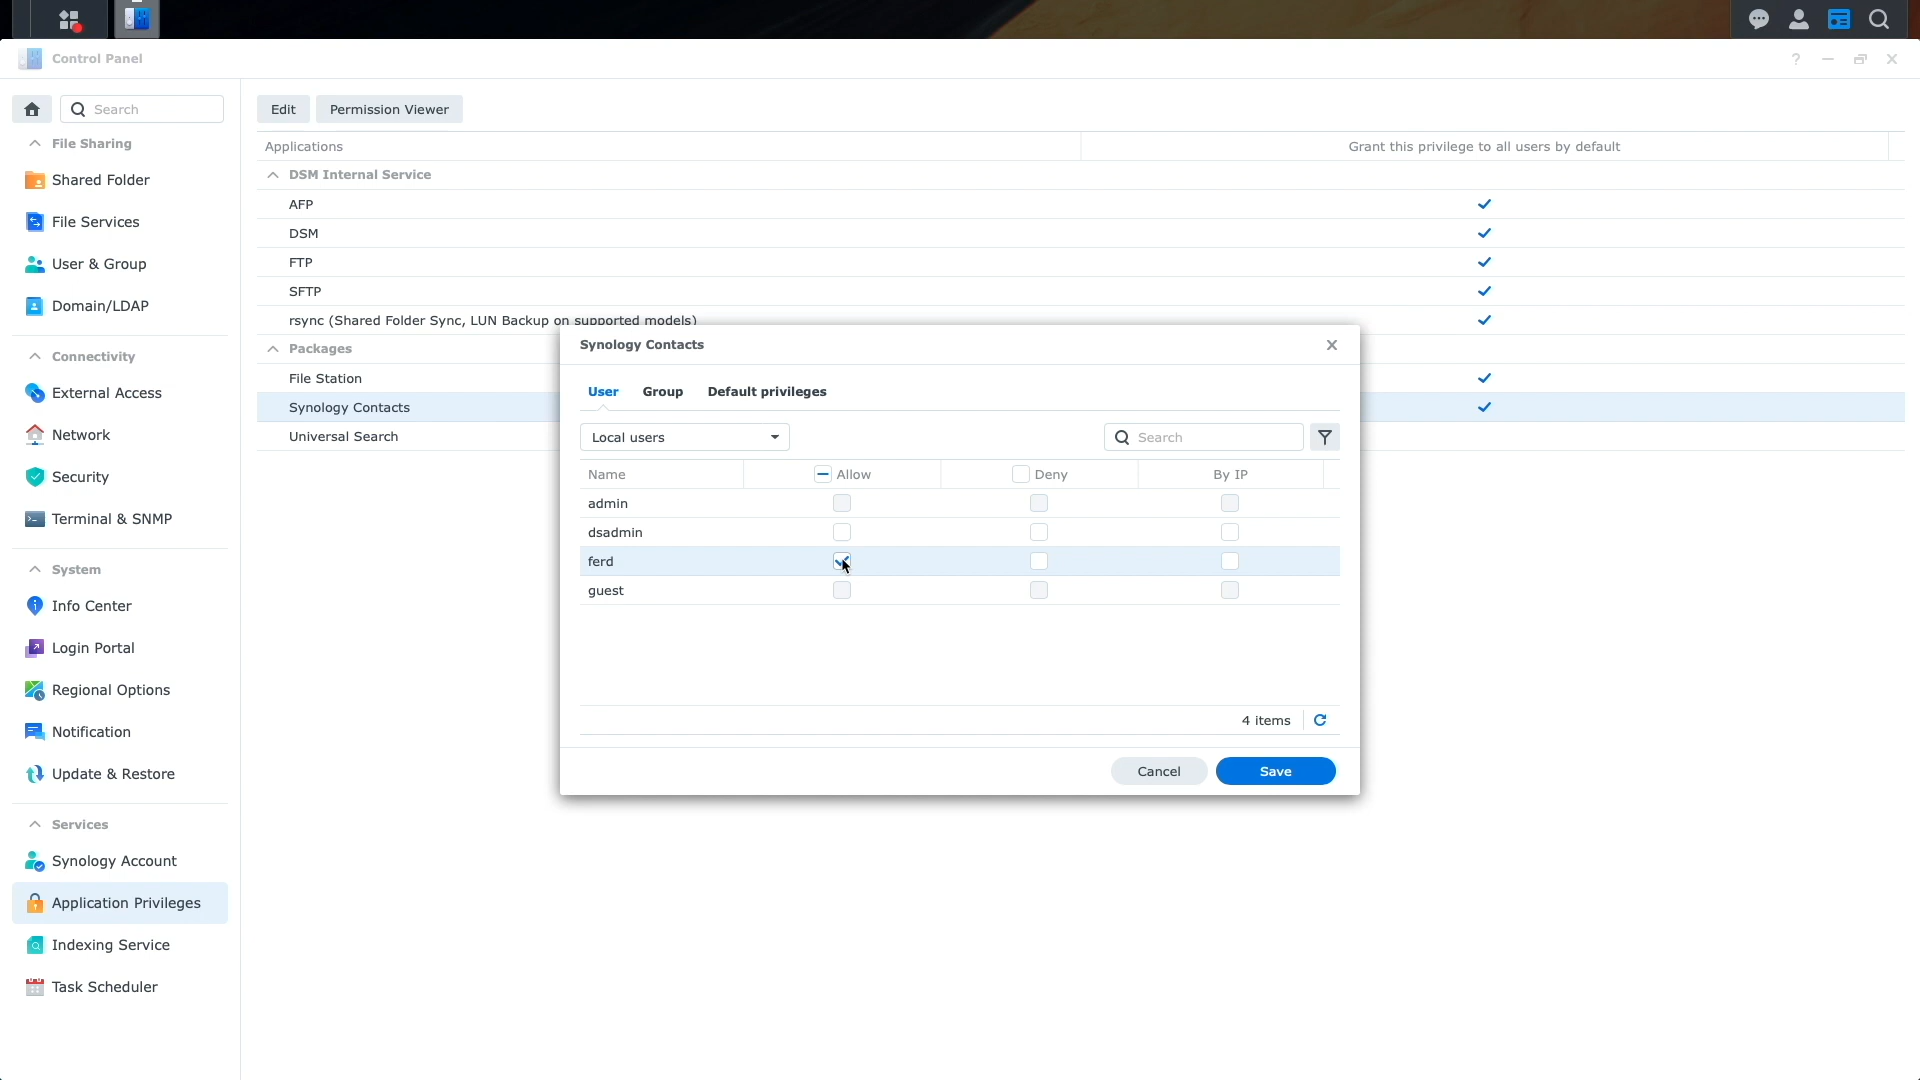 Control Panel
?
Search
File Sharing
Shared Folder
File Services
User & Group
Domain/LDAP
Connectivity
External Access
Network
Security
Terminal & SNMP
System
Info Center
Login Portal
Regional Options
Notification
Update & Restore
Services
Synology Account
Application Privileges
Indexing Service
Task Scheduler
Edit
Permission Viewer
Applications
Grant this privilege to all users by default
DSM Internal Service
AFP
DSM
FTP
SFTP
rsync (Shared Folder Sync, LUN Backup on supported models)
Packages
File Station
Synology Contacts
Universal Search
Synology Contacts
User
Group
Default privileges
Local users
Search
Name
Allow
Deny
By IP
admin
dsadmin
ferd
guest
4 items
Cancel
Save